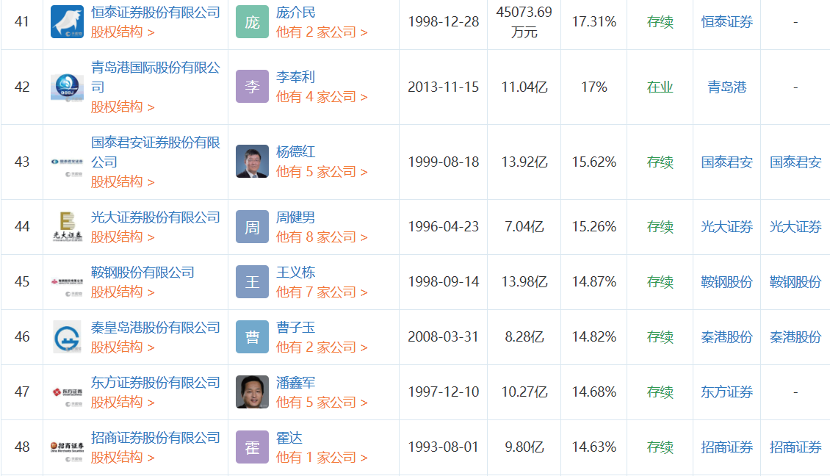 41
恒泰证券股份有限公司
股权结构 >
庞
庞介民
他有 2 家公司 >
1998-12-28
45073.69
万元
17.31%
存续
恒泰证券
-
42
青岛港国际股份有限公
司
股权结构 >
李
李奉利
他有 4 家公司 >
2013-11-15
11.04亿
17%
在业
青岛港
-
43
国泰君安证券股份有限
公司
股权结构 >
杨德红
他有 5 家公司 >
1999-08-18
13.92亿
15.62%
存续
国泰君安
国泰君安
44
光大证券
光大证券股份有限公司
股权结构 >
周
周健男
他有 8 家公司 >
1996-04-23
7.04亿
15.26%
存续
光大证券
光大证券
45
鞍钢股份有限公司
股权结构 >
王
王义栋
他有 7 家公司 >
1998-09-14
13.98亿
14.87%
存续
鞍钢股份
鞍钢股份
46
秦皇岛港股份有限公司
股权结构 >
曹
曹子玉
他有 2 家公司 >
2008-03-31
8.28亿
14.82%
存续
秦港股份
秦港股份
47
东方证券
东方证券股份有限公司
股权结构 >
潘鑫军
他有 5 家公司 >
1997-12-10
10.27亿
14.68%
存续
东方证券
-
48
招商证券
招商证券股份有限公司
股权结构 >
霍
霍达
他有 1 家公司 >
1993-08-01
9.80亿
14.63%
存续
招商证券
招商证券